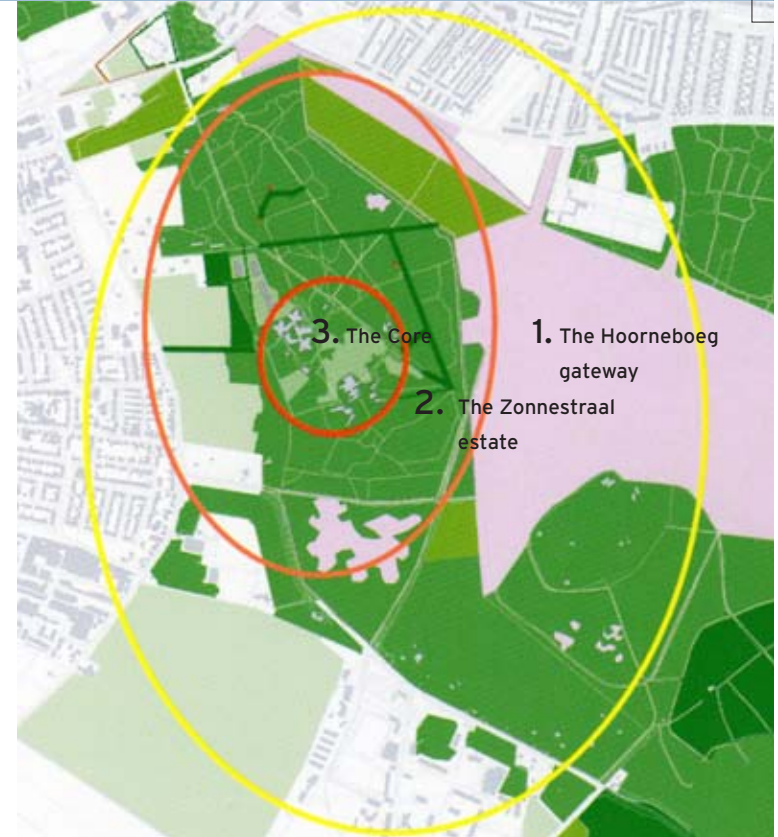 3. The Core
1. The Hoorneboeg
gateway
2. The Zonnestraal
estate